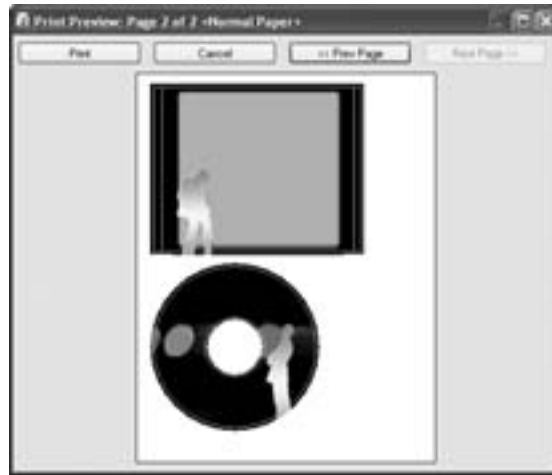 Print Preview: Page 2 of 2 <Normal Paper>
Print Cancel << Prev Page Next Page >>